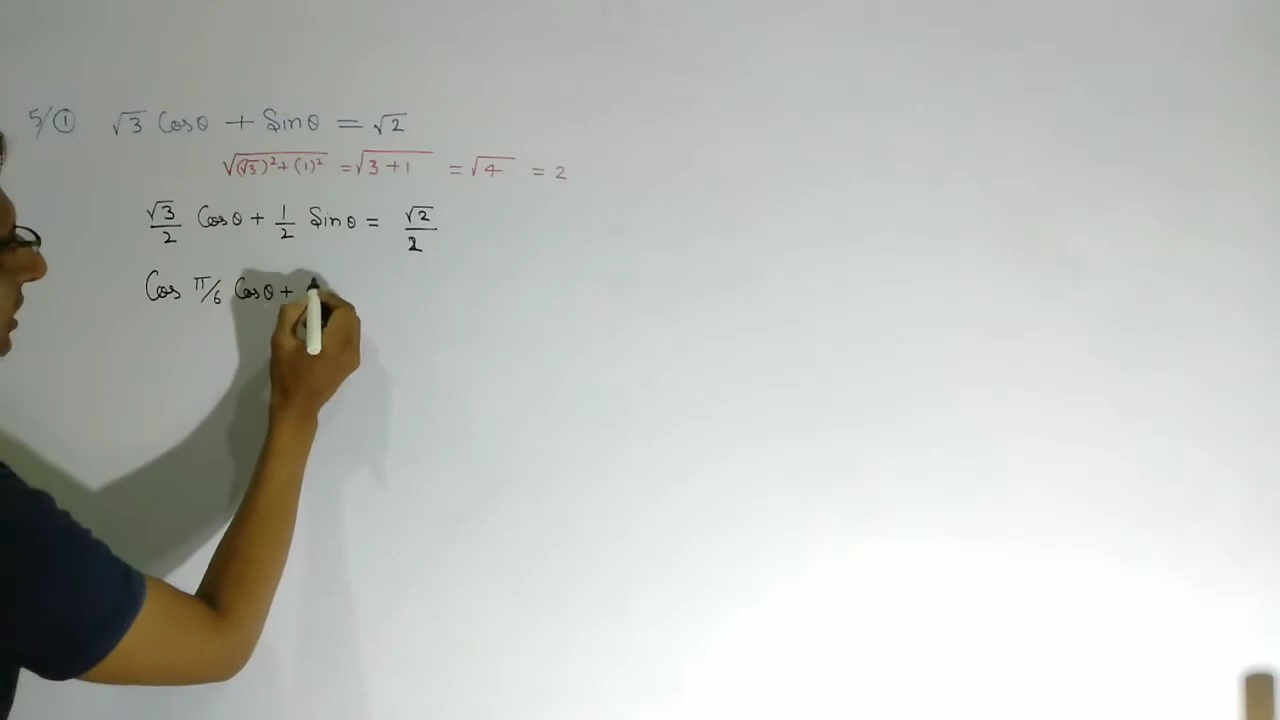 5/① √3 Cosθ + Sinθ = √2
√((√3)²+(1)²) = √(3+1) = √4 = 2
√3/2 Cosθ + 1/2 Sinθ = √2/2
Cos π/6 Cosθ +